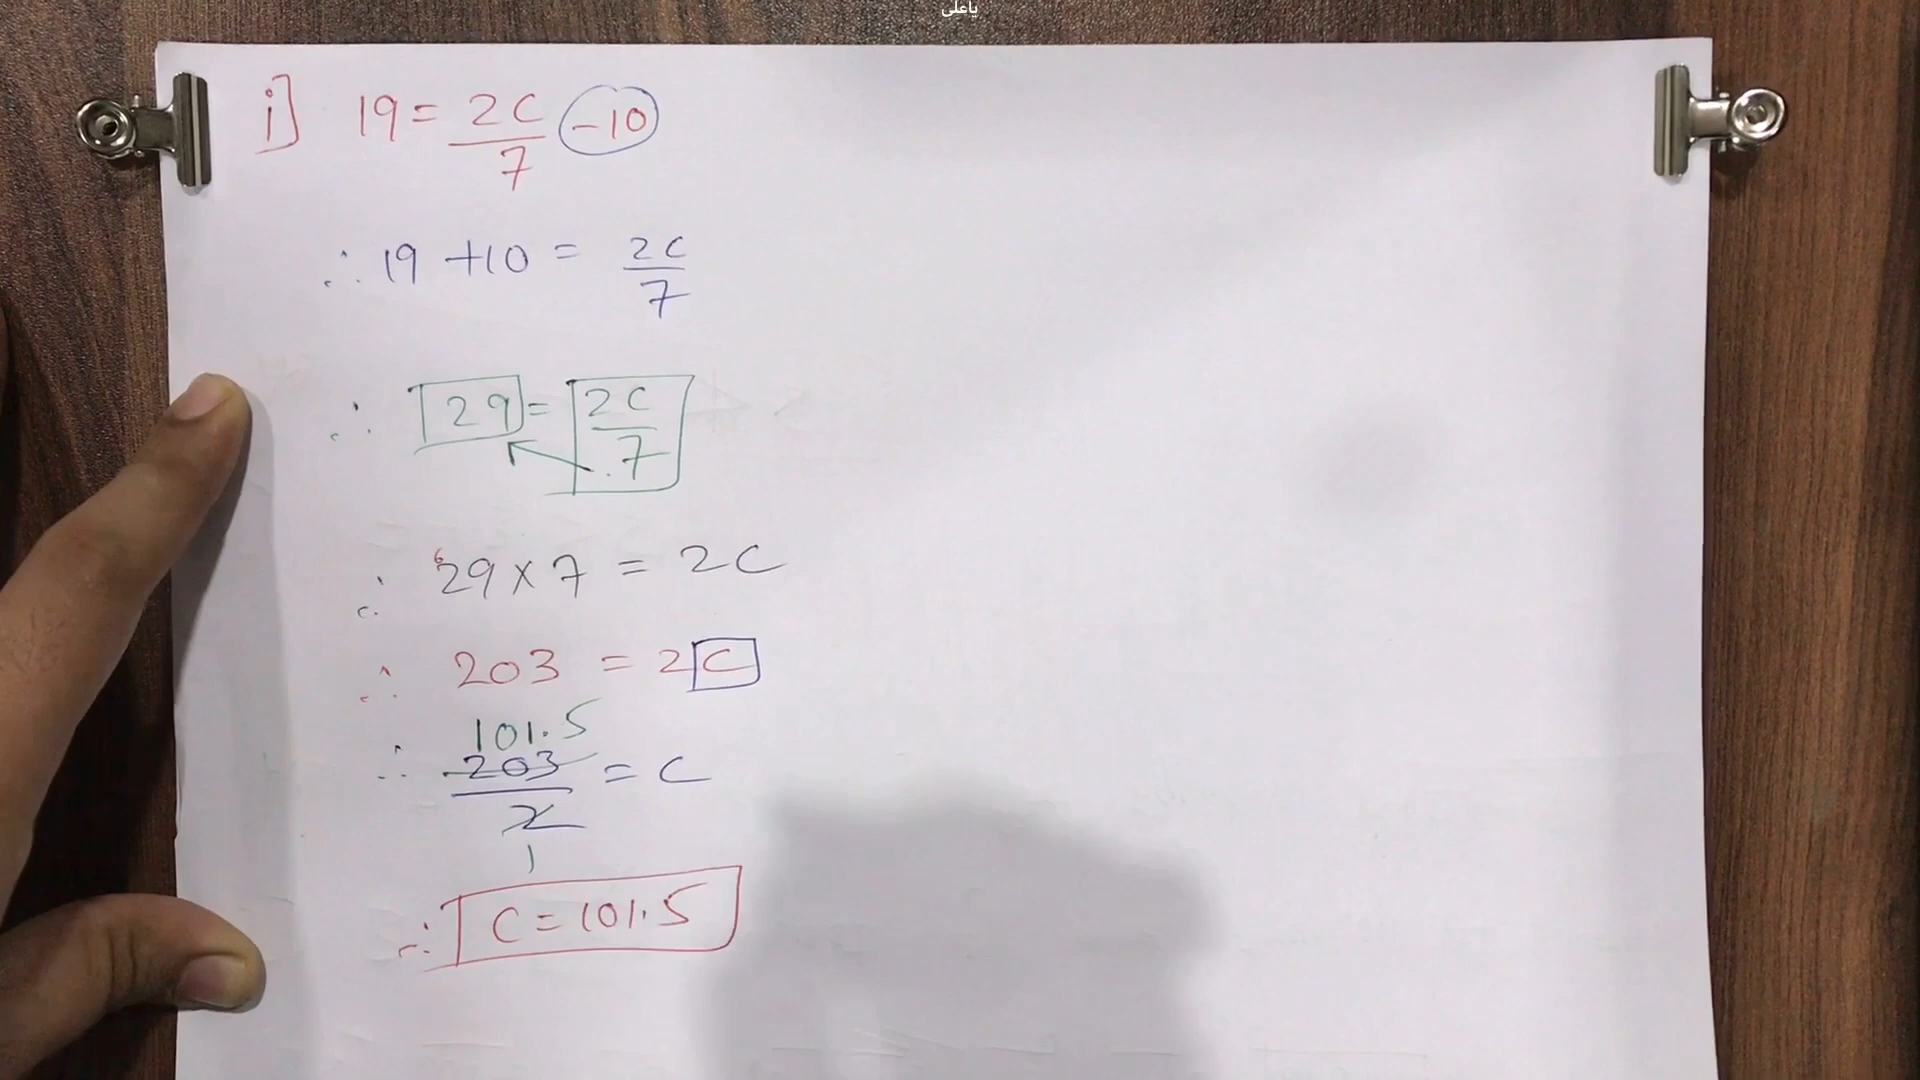 یاعلی
i] 19 = 2C/7 -10
∴ 19 +10 = 2C/7
∴ 29 = 2C/7
∴ 29 × 7 = 2C
∴ 203 = 2C
101.5
∴ 203/2 = C
1
∴ C = 101.5